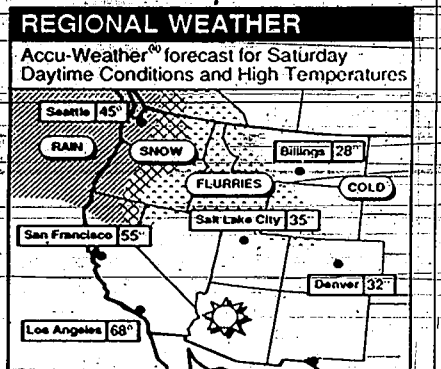 REGIONAL WEATHER
Accu-Weather® forecast for Saturday
Daytime Conditions and High Temperatures
Seattle 45°
RAIN
SNOW
Billings 28°
FLURRIES
COLD
Salt Lake City 35°
San Francisco 55°
Denver 32°
Los Angeles 68°